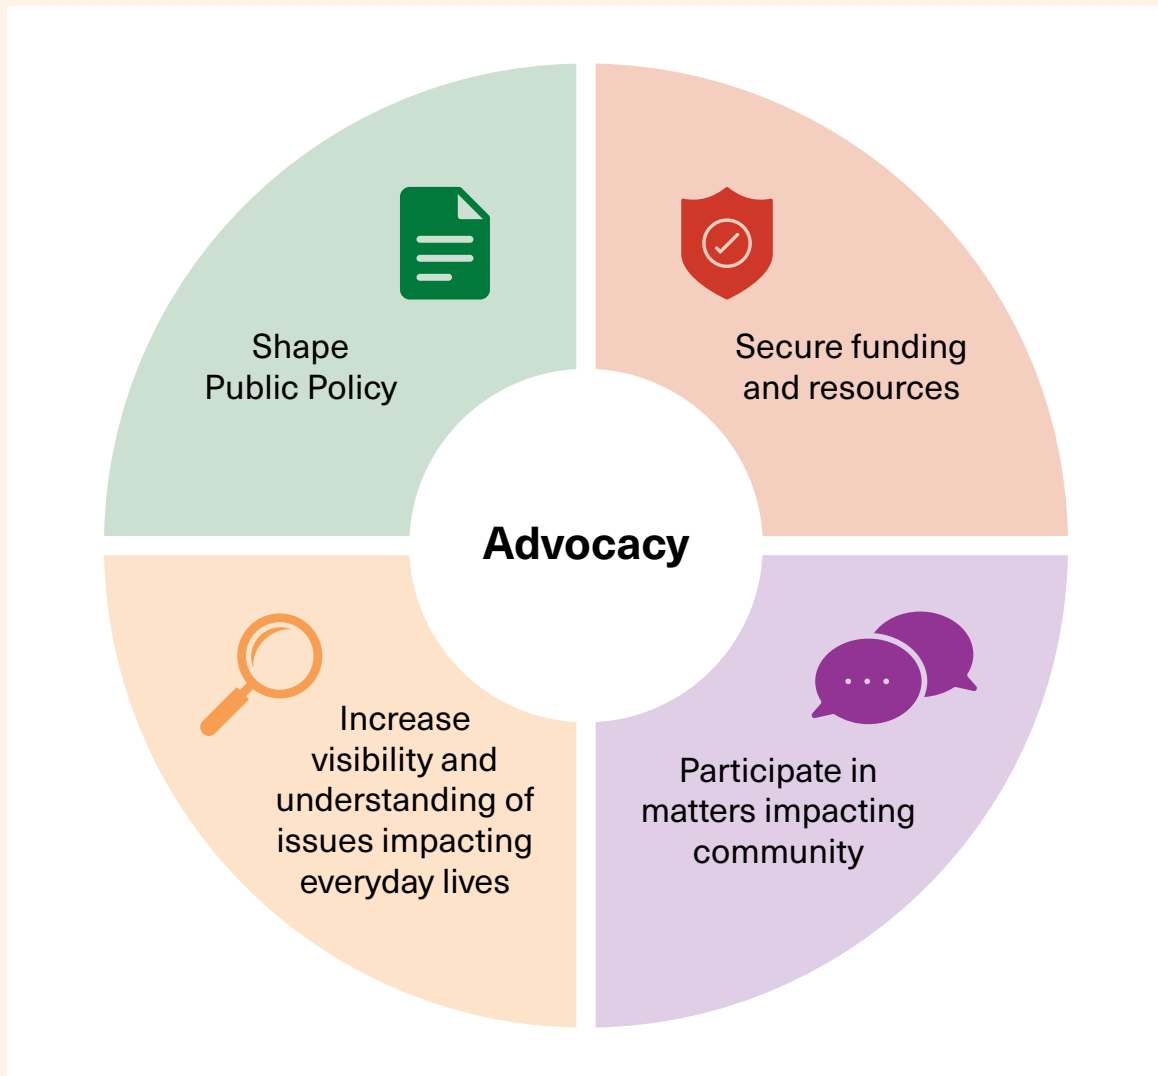 Shape
Public Policy
Secure funding
and resources
Advocacy
Increase
visibility and
understanding of
issues impacting
everyday lives
Participate in
matters impacting
community